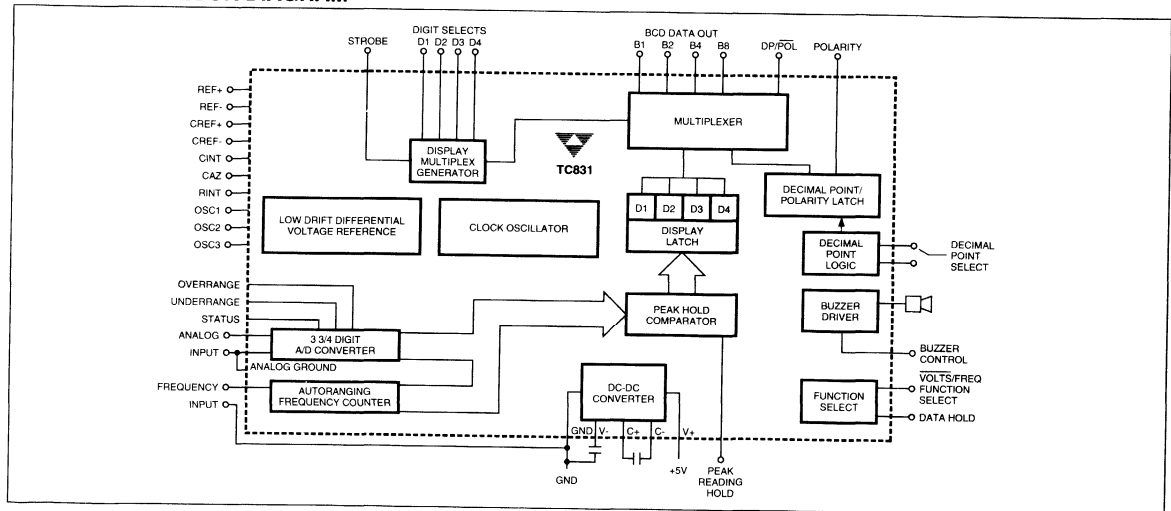 DIGIT SELECTS
BCD DATA OUT
STROBE
D1 D2 D3 D4
B1 B2 B4 B8
DP/POL
POLARITY
REF+
REF-
CREF+
CREF-
CINT
CAZ
RINT
OSC1
OSC2
OSC3
DISPLAY
MULTIPLEX
GENERATOR
TC831
MULTIPLEXER
DECIMAL POINT/
POLARITY LATCH
LOW DRIFT DIFFERENTIAL
VOLTAGE REFERENCE
CLOCK OSCILLATOR
D1 D2 D3 D4
DISPLAY
LATCH
DECIMAL
POINT
LOGIC
DECIMAL
POINT
SELECT
OVERRANGE
UNDERRANGE
STATUS
ANALOG
INPUT
3 3/4 DIGIT
A/D CONVERTER
ANALOG GROUND
PEAK HOLD
COMPARATOR
BUZZER
DRIVER
BUZZER
CONTROL
FREQUENCY
INPUT
AUTORANGING
FREQUENCY COUNTER
DC-DC
CONVERTER
FUNCTION
SELECT
VOLTS/FREQ
FUNCTION
SELECT
DATA HOLD
GND V- C+ C- V+
GND
+5V
PEAK
READING
HOLD